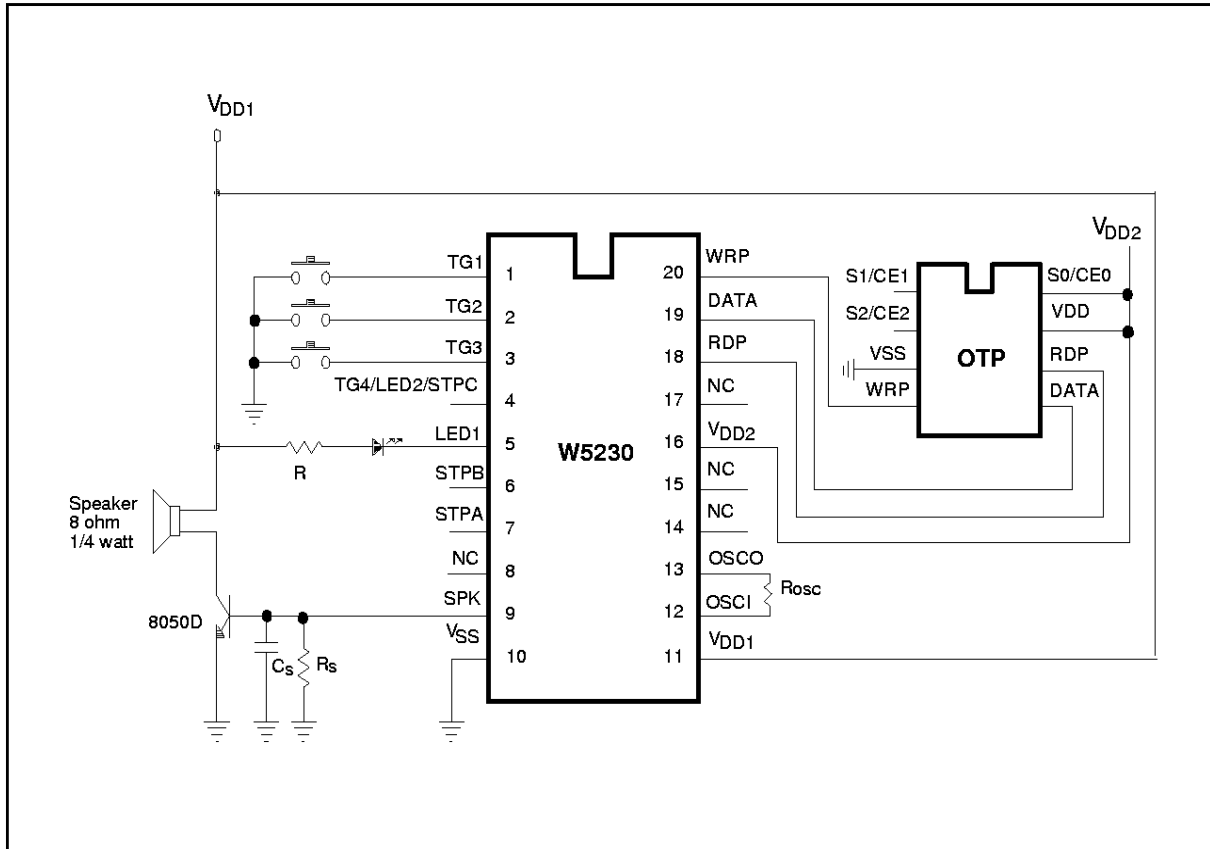 VDD1
TG1
1
TG2
2
TG3
3
TG4/LED2/STPC
4
LED1
5
R
STPB
6
STPA
7
NC
8
SPK
9
VSS
10
Speaker
8 ohm
1/4 watt
8050D
Cs
Rs
W5230
WRP
20
DATA
19
RDP
18
NC
17
VDD2
16
NC
15
NC
14
OSCO
13
OSCI
12
Rosc
VDD1
11
VDD2
S1/CE1
S0/CE0
S2/CE2
VDD
VSS
RDP
WRP
DATA
OTP